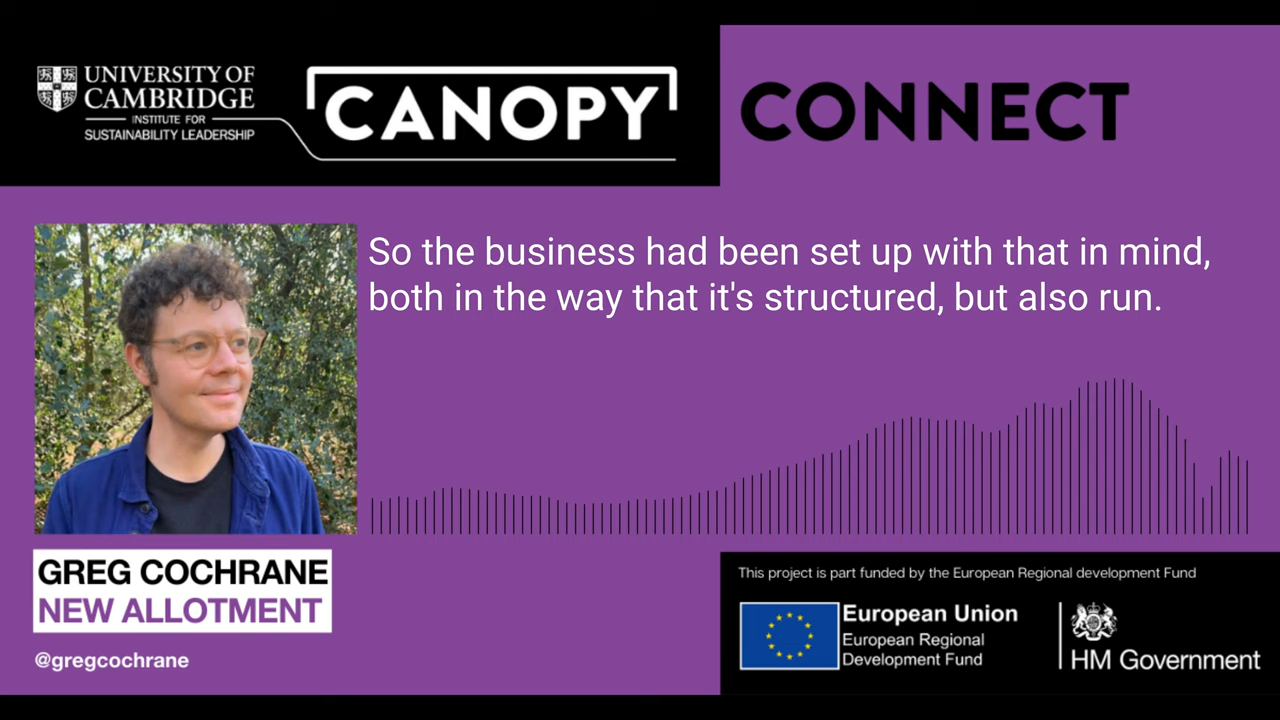 UNIVERSITY OF
CAMBRIDGE
INSTITUTE FOR
SUSTAINABILITY LEADERSHIP
CANOPY
CONNECT
So the business had been set up with that in mind,
both in the way that it's structured, but also run.
GREG COCHRANE
NEW ALLOTMENT
@gregcochrane
This project is part funded by the European Regional development Fund
European Union
European Regional
Development Fund
HM Government